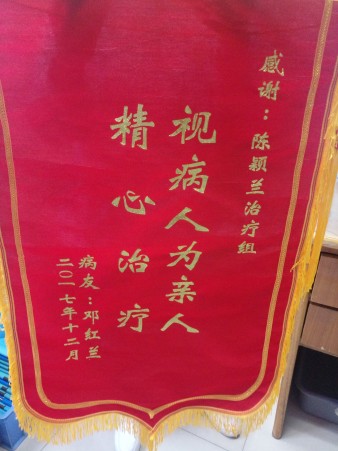 感谢：陈颖兰治疗组
视病人为亲人
精心治疗
病友：邓红兰
二〇一七年十二月